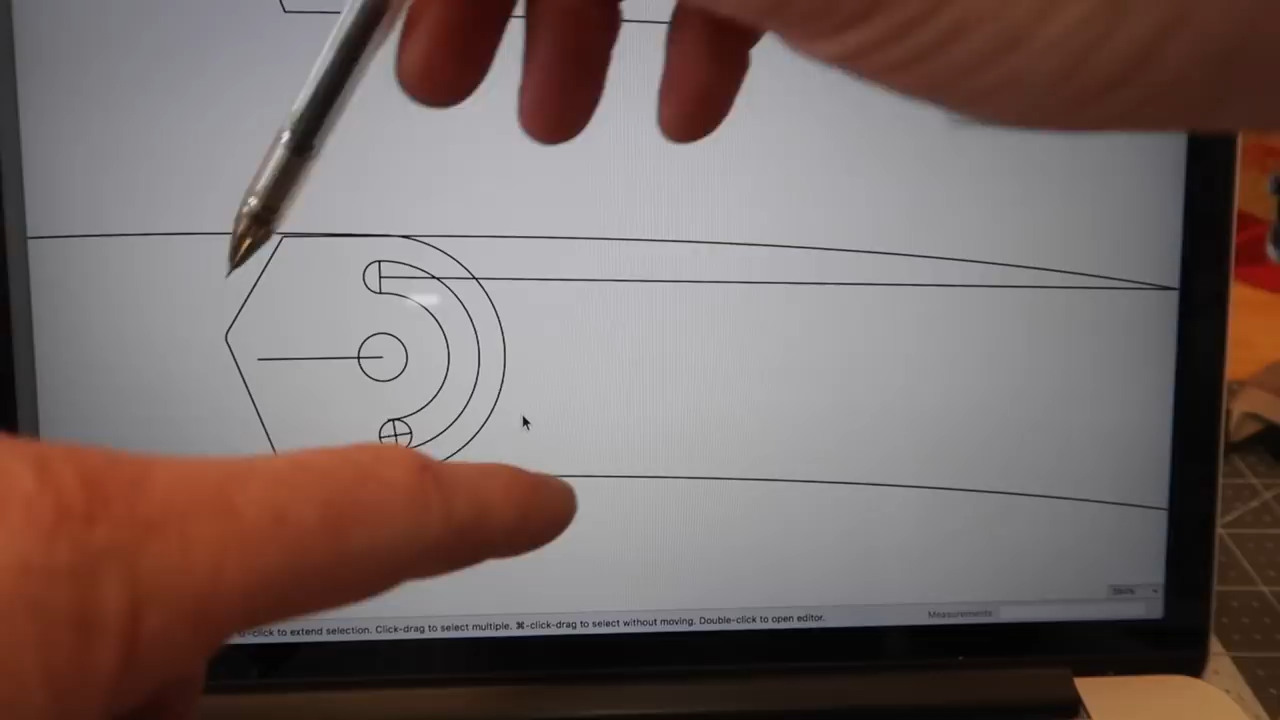 -click to extend selection. Click-drag to select multiple. ⌘-click-drag to select without moving. Double-click to open editor.
Measurements